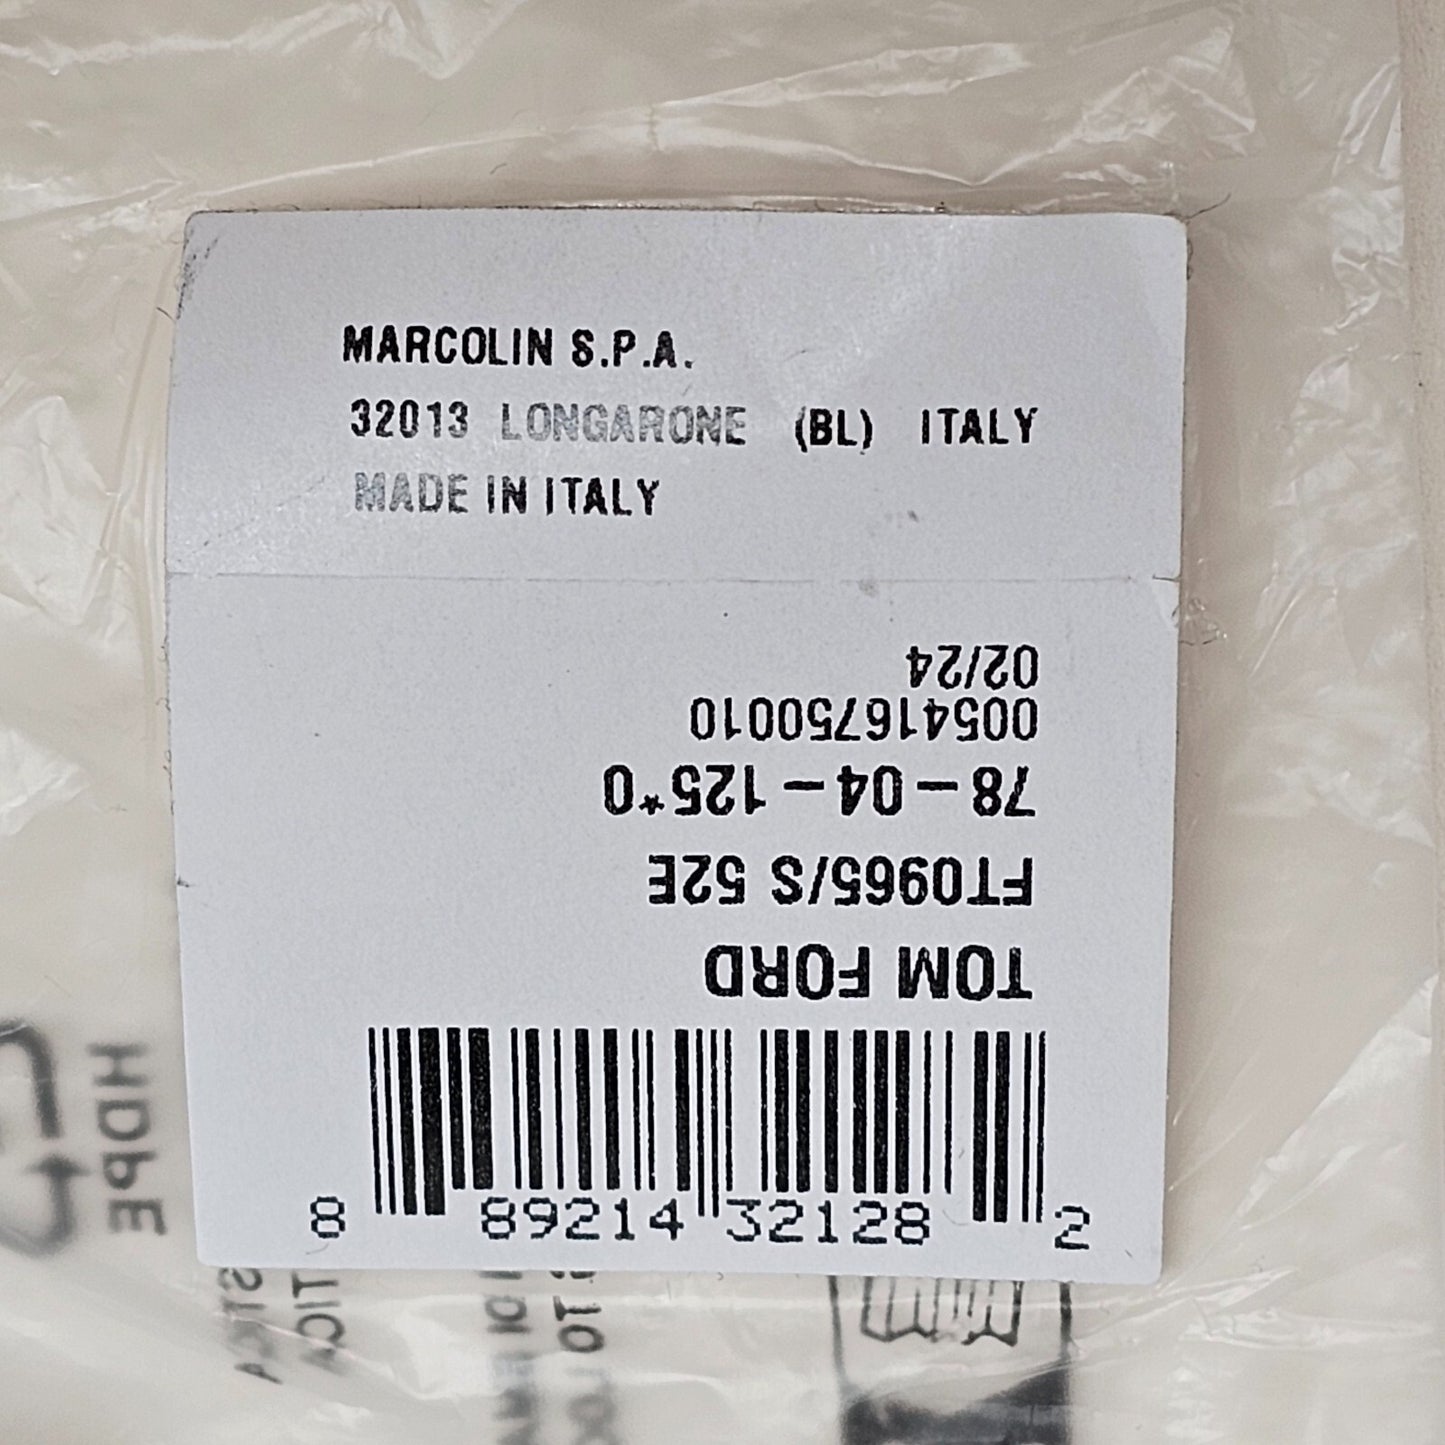 MARCOLIN S.P.A.
32013 LONGARONE (BL) ITALY
MADE IN ITALY
TOM FORD
FT0965/S 52E
78-04-125*0
005416750010
02/24
8 89214 32128 2
HDPE